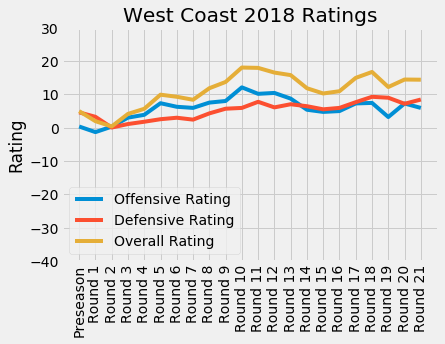 West Coast 2018 Ratings
Rating
30
20
10
0
−10
−20
−30
−40
Offensive Rating
Defensive Rating
Overall Rating
Preseason
Round 1
Round 2
Round 3
Round 4
Round 5
Round 6
Round 7
Round 8
Round 9
Round 10
Round 11
Round 12
Round 13
Round 14
Round 15
Round 16
Round 17
Round 18
Round 19
Round 20
Round 21